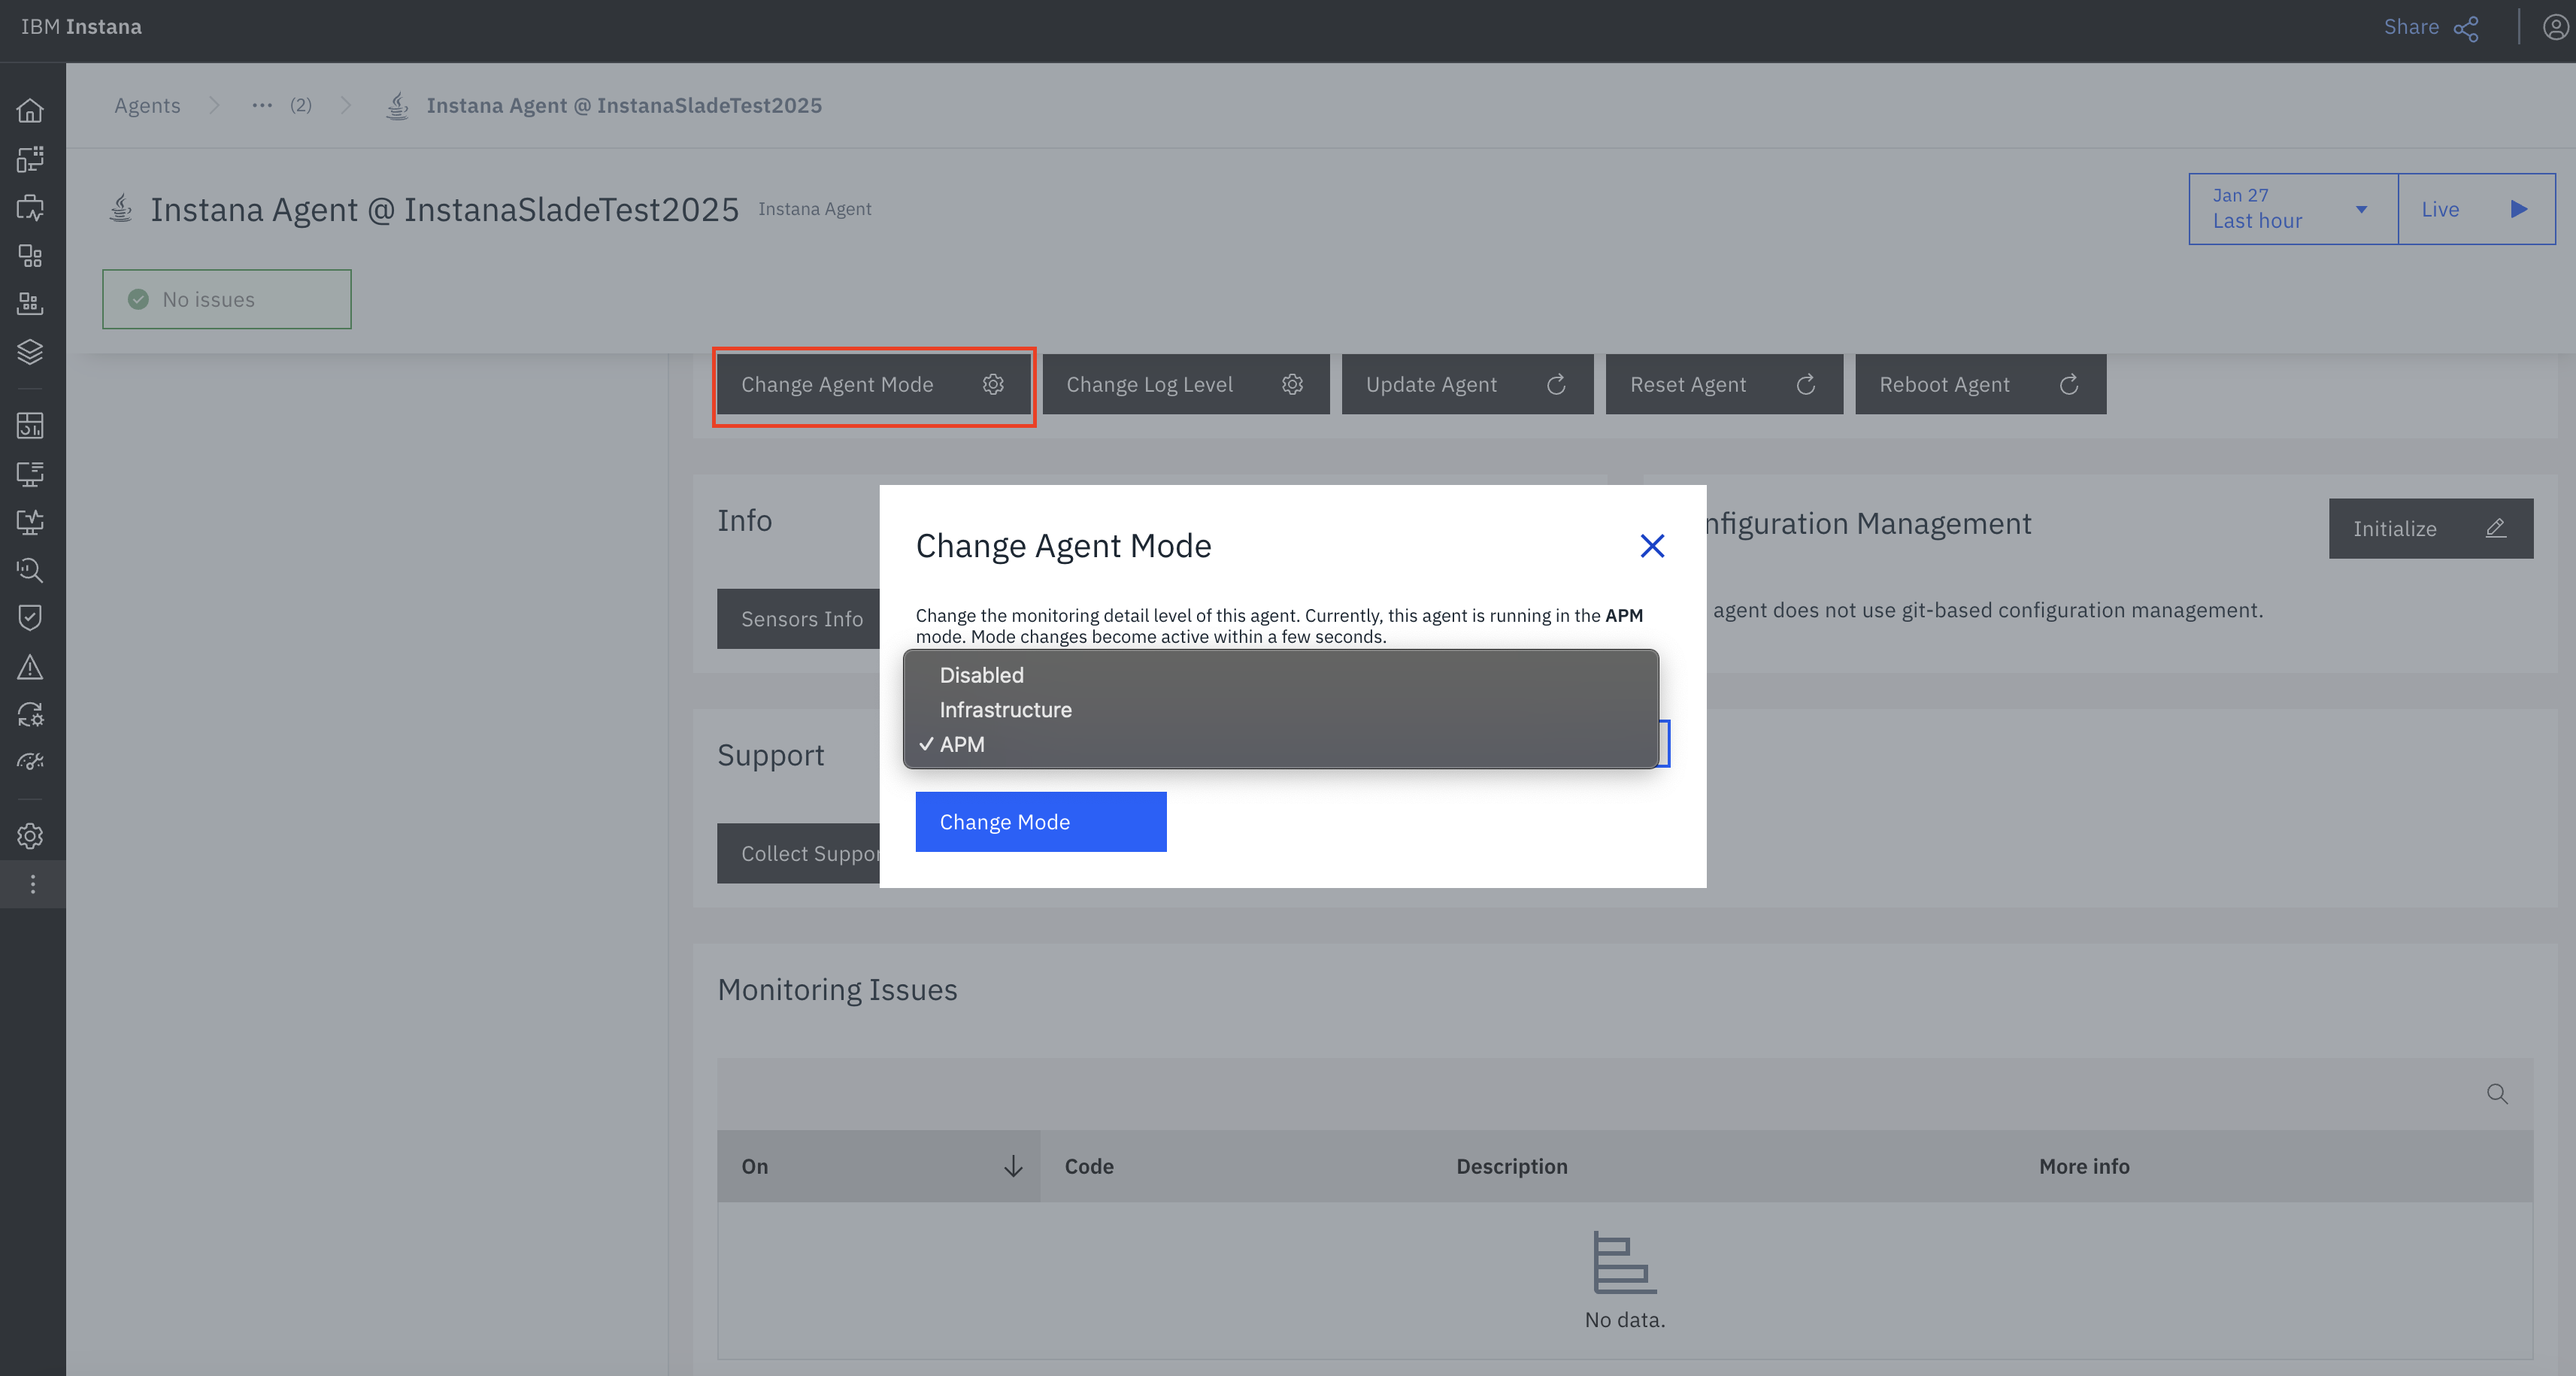 IBM Instana
Share
Agents
... (2)
Instana Agent @ InstanaSladeTest2025
Instana Agent @ InstanaSladeTest2025
Instana Agent
Jan 27
Last hour
Live
No issues
Change Agent Mode
Change Log Level
Update Agent
Reset Agent
Reboot Agent
Info
Sensors Info
nfiguration Management
Initialize
agent does not use git-based configuration management.
Change Agent Mode
Change the monitoring detail level of this agent. Currently, this agent is running in the APM
mode. Mode changes become active within a few seconds.
Disabled
Infrastructure
✓ APM
Change Mode
Support
Collect Suppor
Monitoring Issues
On
Code
Description
More info
No data.